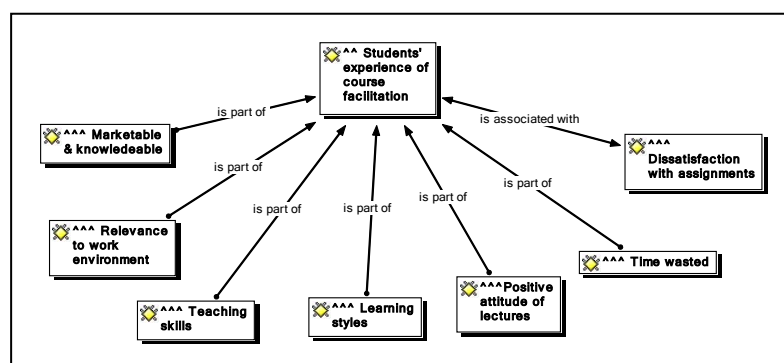 ^^ Students'
experience of
course
facilitation
is part of
is associated with
^^^ Marketable
& knowledeable
^^^
Dissatisfaction
with assignments
is part of
is part of
is part of
is part of
is part of
^^^ Relevance
to work
environment
^^^ Time wasted
^^^ Teaching
skills
^^^ Learning
styles
^^^Positive
attitude of
lectures